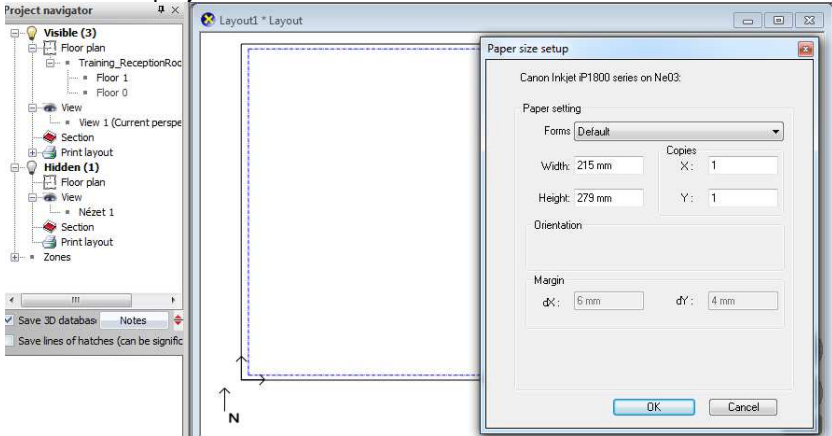 Project navigator
Visible (3)
Floor plan
Training_ReceptionRoo
Floor 1
Floor 0
View
View 1 (Current perspe
Section
Print layout
Hidden (1)
Floor plan
View
Nézet 1
Section
Print layout
Zones
Save 3D databas Notes
Save lines of hatches (can be signific
Layout1 * Layout
N
Paper size setup
Canon Inkjet iP1800 series on Ne03:
Paper setting
Forms Default
Copies
Width: 215 mm X: 1
Height: 279 mm Y: 1
Orientation
Margin
dX: 6 mm dY: 4 mm
OK Cancel